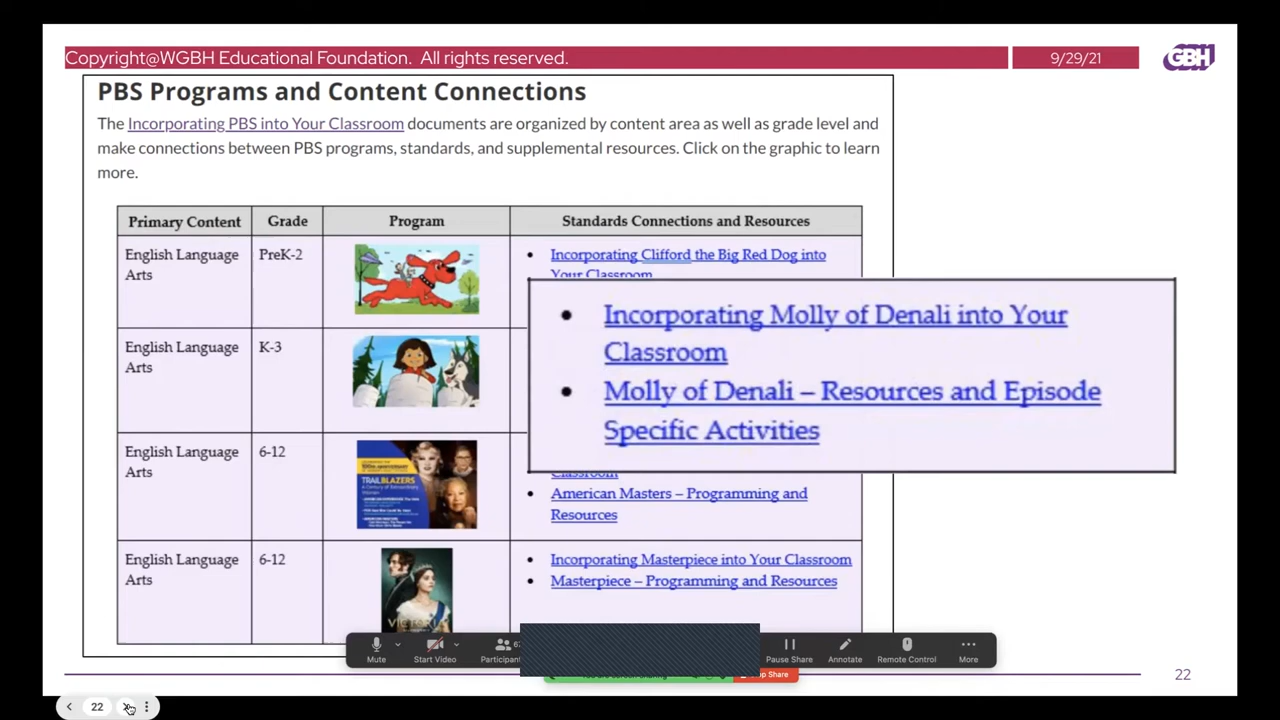 Copyright@WGBH Educational Foundation. All rights reserved.
9/29/21
GBH
PBS Programs and Content Connections
The Incorporating PBS into Your Classroom documents are organized by content area as well as grade level and
make connections between PBS programs, standards, and supplemental resources. Click on the graphic to learn
more.
Primary Content Grade Program Standards Connections and Resources
English Language
Arts
PreK-2
• Incorporating Clifford the Big Red Dog into
Your Classroom
English Language
Arts
K-3
• Incorporating Molly of Denali into Your
Classroom
• Molly of Denali – Resources and Episode
Specific Activities
English Language
Arts
6-12
TRAILBLAZERS
Classroom
• American Masters – Programming and
Resources
English Language
Arts
6-12
VICTORIA
• Incorporating Masterpiece into Your Classroom
• Masterpiece – Programming and Resources
Mute
Start Video
Pause Share
Annotate
Remote Control
More
Share
22
22